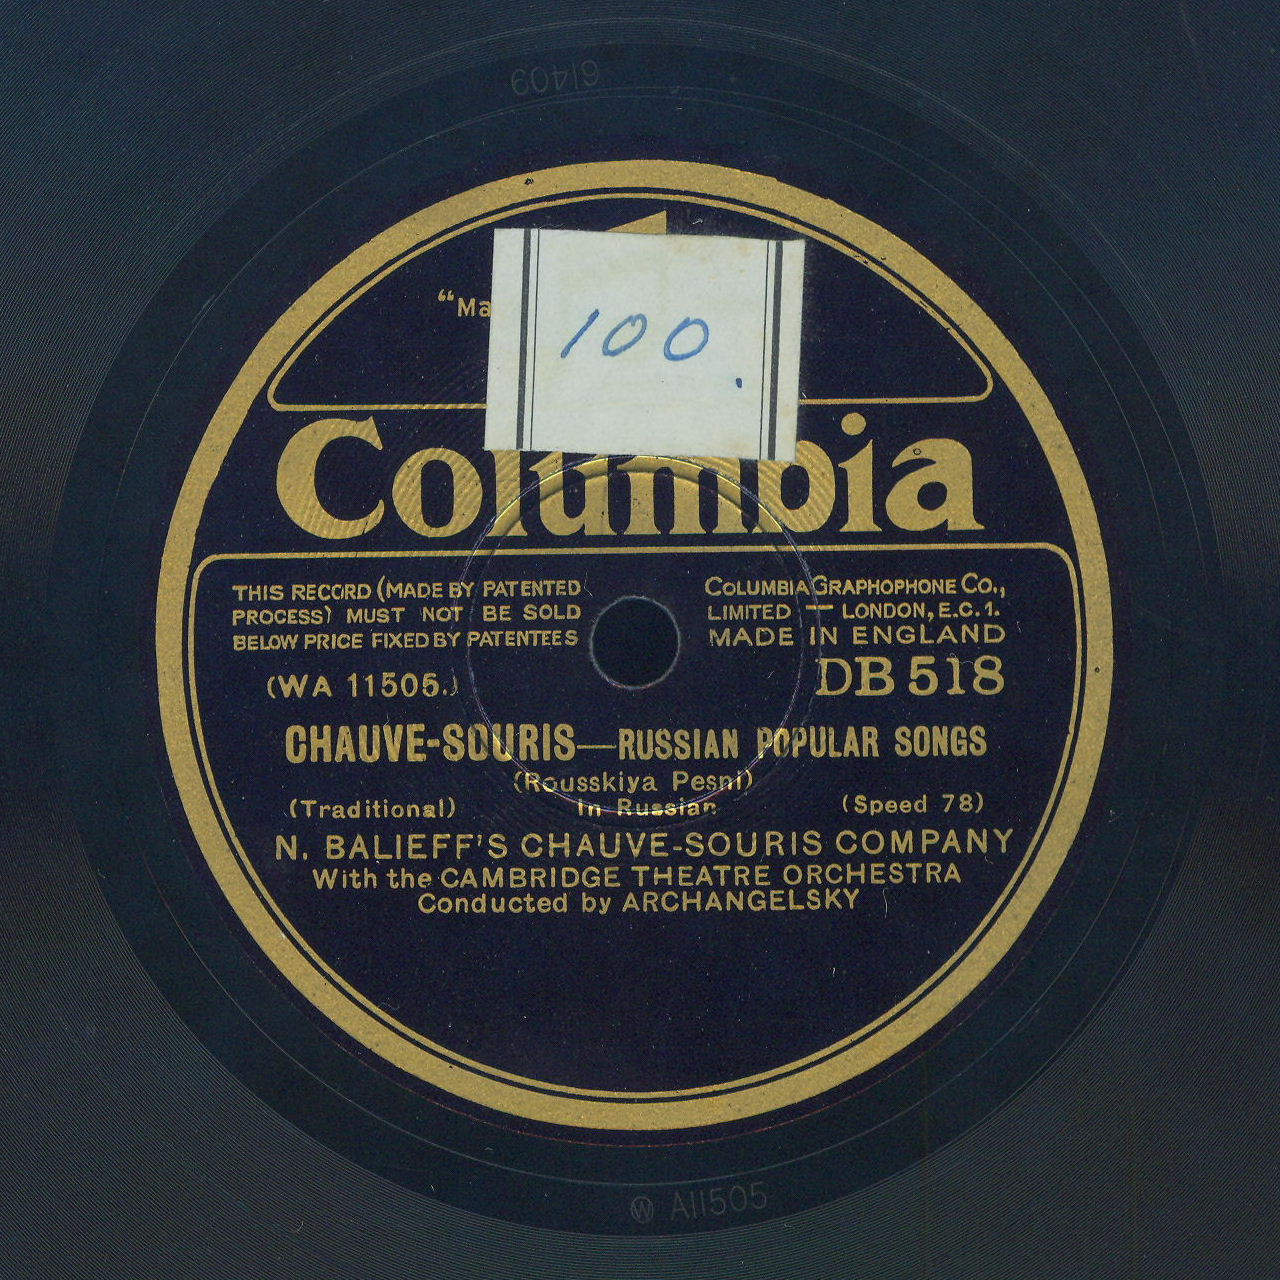 61409
100.
"Ma
Columbia
THIS RECORD (MADE BY PATENTED
PROCESS) MUST NOT BE SOLD
BELOW PRICE FIXED BY PATENTEES
COLUMBIA GRAPHOPHONE CO.,
LIMITED — LONDON, E.C.1.
MADE IN ENGLAND
(WA 11505.)
DB 518
CHAUVE-SOURIS—RUSSIAN POPULAR SONGS
(Rousskiya Pesni)
(Traditional) In Russian (Speed 78)
N. BALIEFF'S CHAUVE-SOURIS COMPANY
With the CAMBRIDGE THEATRE ORCHESTRA
Conducted by ARCHANGELSKY
W A11505